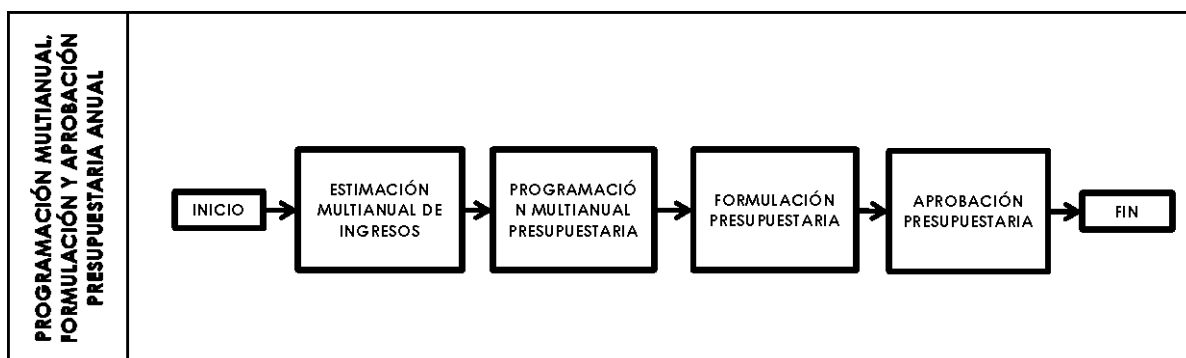 PROGRAMACIÓN MULTIANUAL,
FORMULACIÓN Y APROBACIÓN
PRESUPUESTARIA ANUAL
INICIO
ESTIMACIÓN
MULTIANUAL DE
INGRESOS
PROGRAMACIÓ
N MULTIANUAL
PRESUPUESTARIA
FORMULACIÓN
PRESUPUESTARIA
APROBACIÓN
PRESUPUESTARIA
FIN